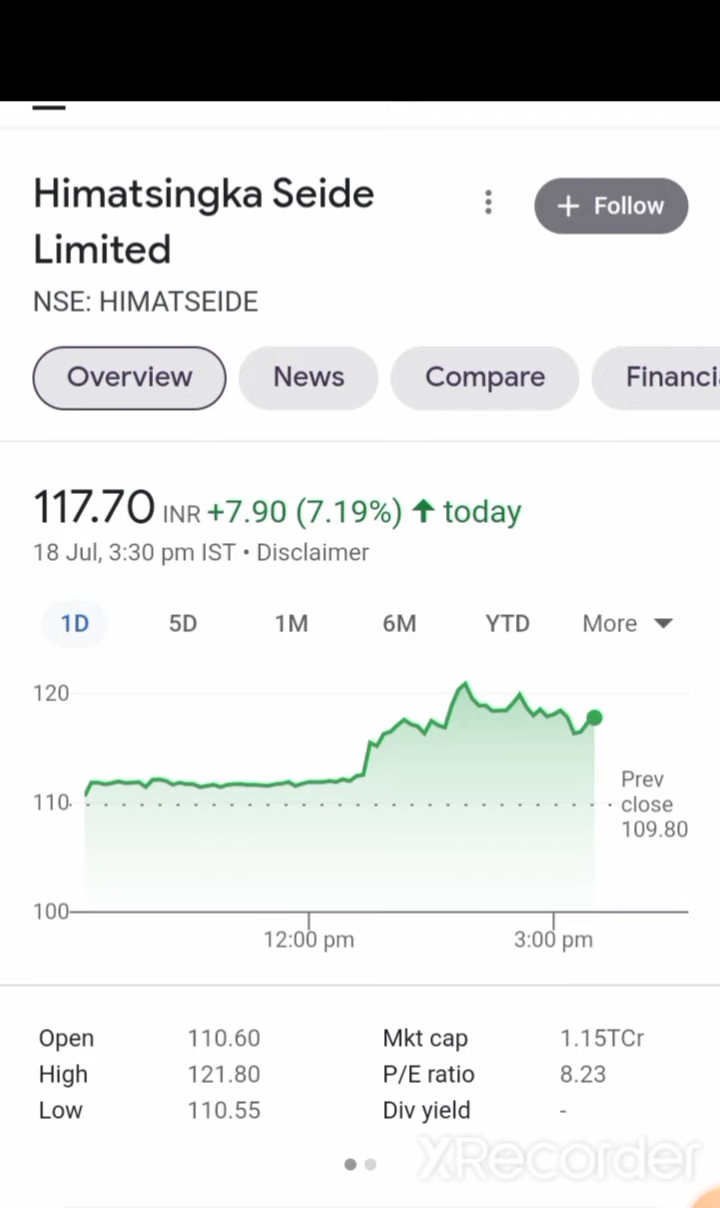 Himatsingka Seide
Limited
+ Follow
NSE: HIMATSEIDE
Overview News Compare Financi
117.70 INR +7.90 (7.19%) ↑ today
18 Jul, 3:30 pm IST • Disclaimer
1D 5D 1M 6M YTD More
120
110
100
Prev
close
109.80
12:00 pm 3:00 pm
Open 110.60 Mkt cap 1.15TCr
High 121.80 P/E ratio 8.23
Low 110.55 Div yield -
XRecorder